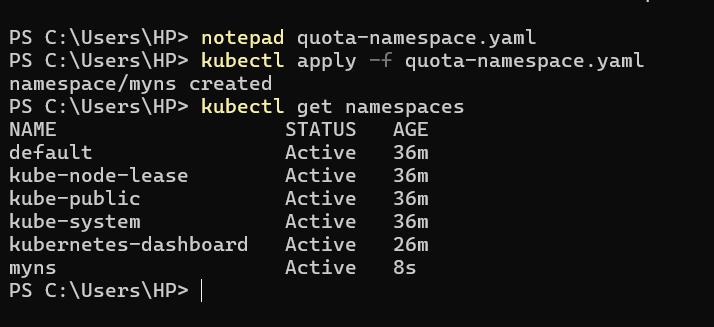 PS C:\Users\HP> notepad quota-namespace.yaml
PS C:\Users\HP> kubectl apply -f quota-namespace.yaml
namespace/myns created
PS C:\Users\HP> kubectl get namespaces
NAME                   STATUS   AGE
default                Active   36m
kube-node-lease        Active   36m
kube-public            Active   36m
kube-system            Active   36m
kubernetes-dashboard   Active   26m
myns                   Active   8s
PS C:\Users\HP>